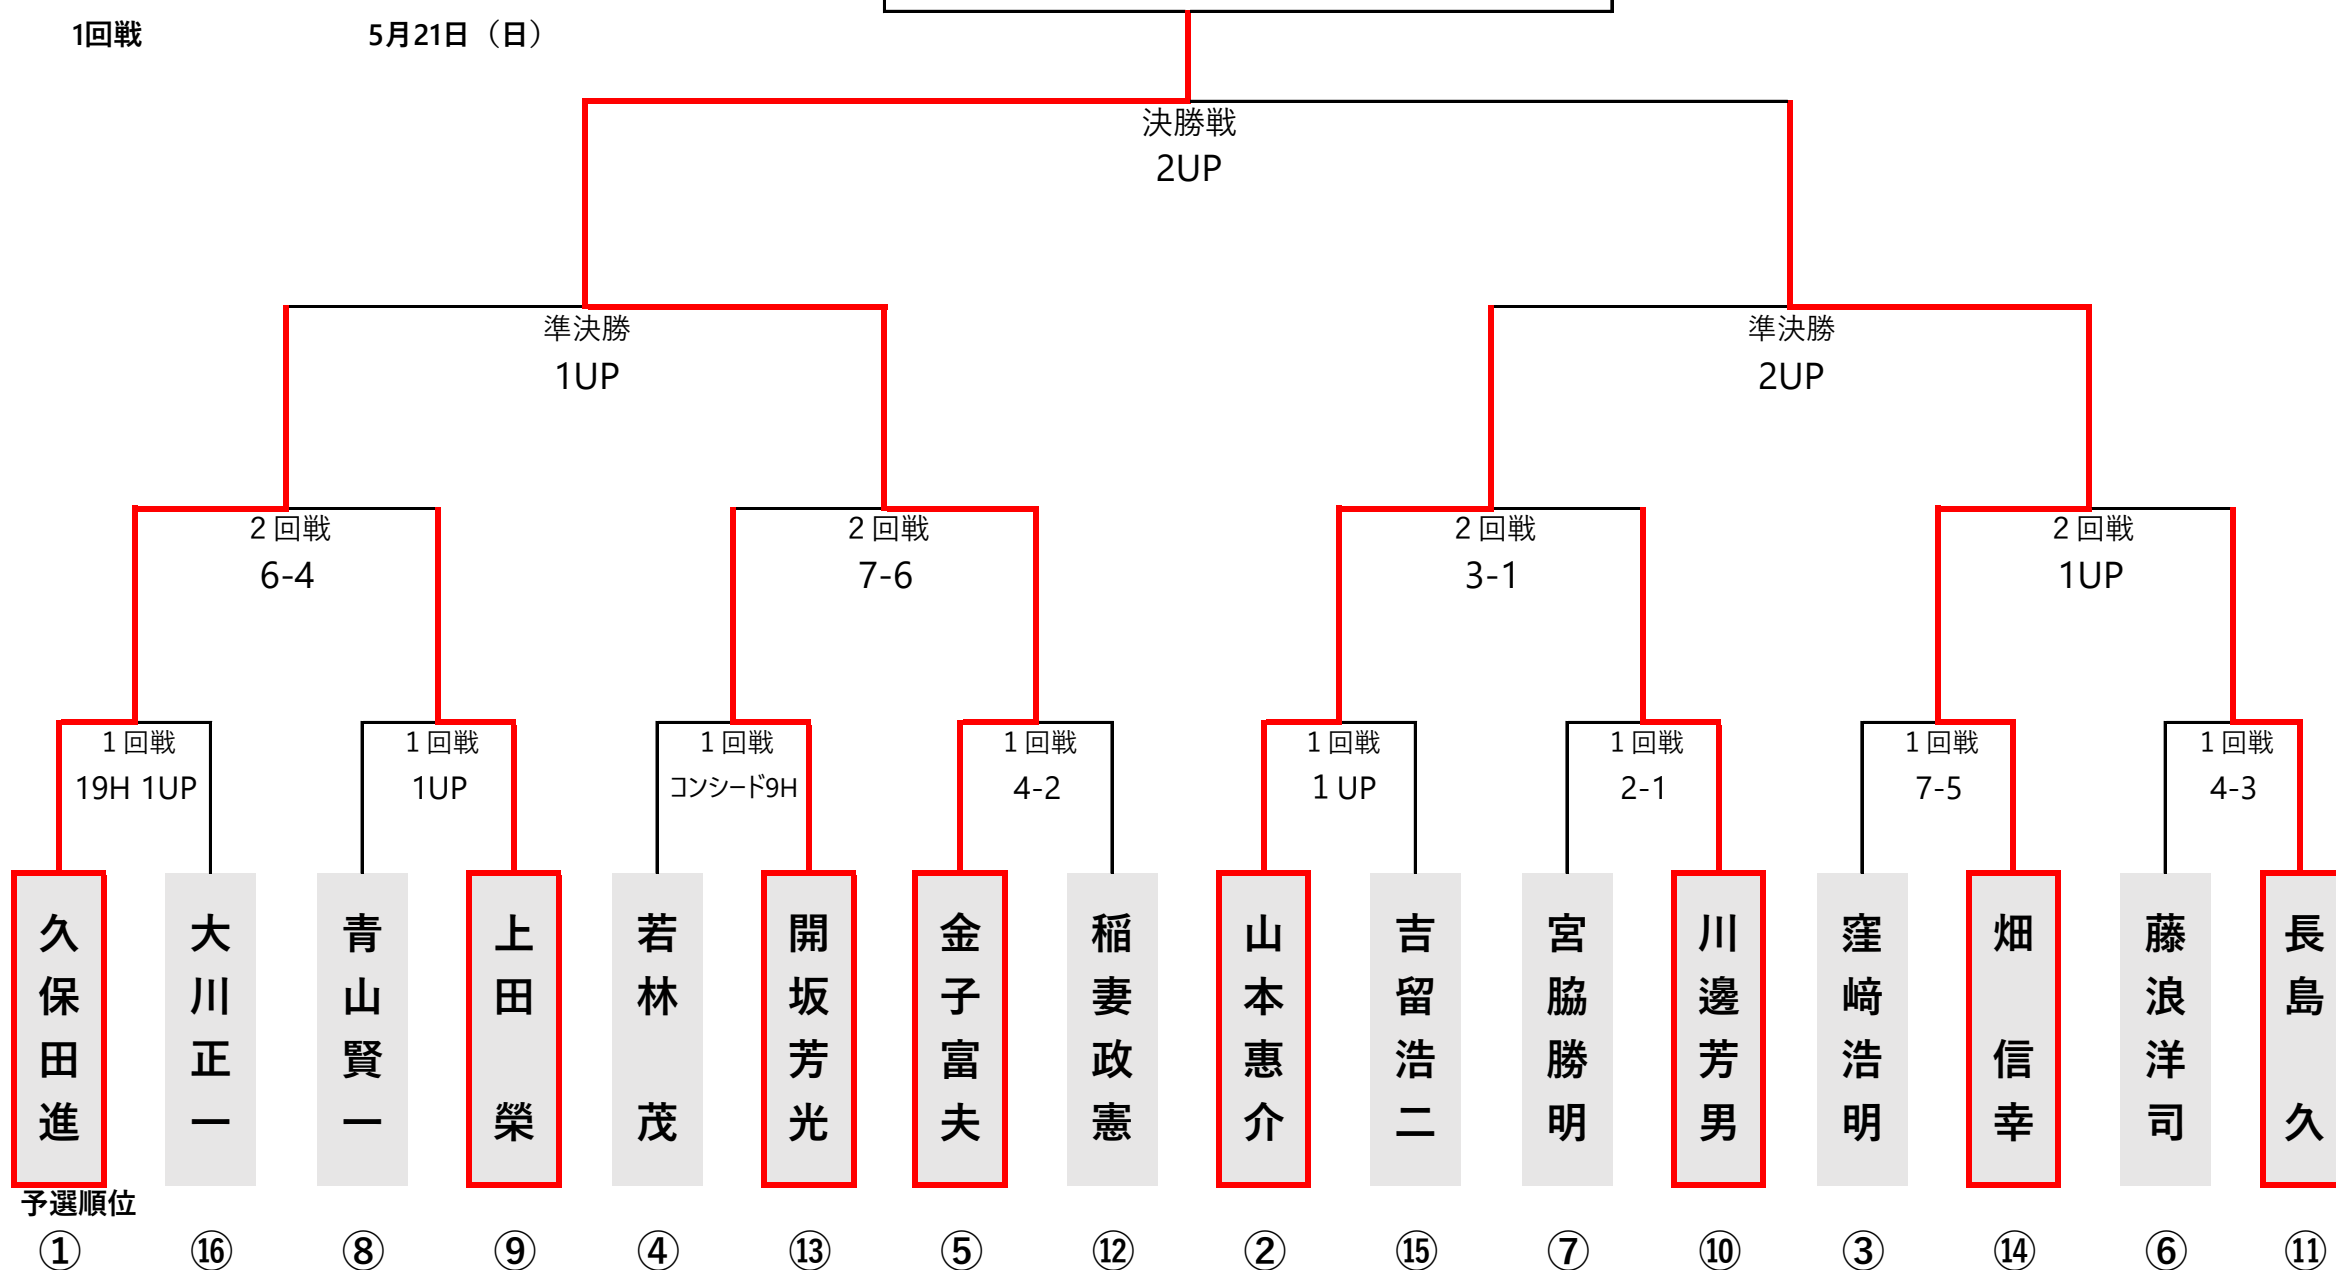 1回戦 5月21日（日）
決勝戦
2UP
準決勝 準決勝
1UP 2UP
2回戦 2回戦 2回戦 2回戦
6-4 7-6 3-1 1UP
1回戦 1回戦 1回戦 1回戦 1回戦 1回戦 1回戦 1回戦
19H 1UP 1UP コンシード9H 4-2 1 UP 2-1 7-5 4-3
久保田進
大川正一
青山賢一
上田 榮
若林 茂
開坂芳光
金子富夫
稲妻政憲
山本惠介
吉留浩二
宮脇勝明
川邊芳男
窪﨑浩明
畑 信幸
藤浪洋司
長島 久
予選順位
① ⑯ ⑧ ⑨ ④ ⑬ ⑤ ⑫ ② ⑮ ⑦ ⑩ ③ ⑭ ⑥ ⑪